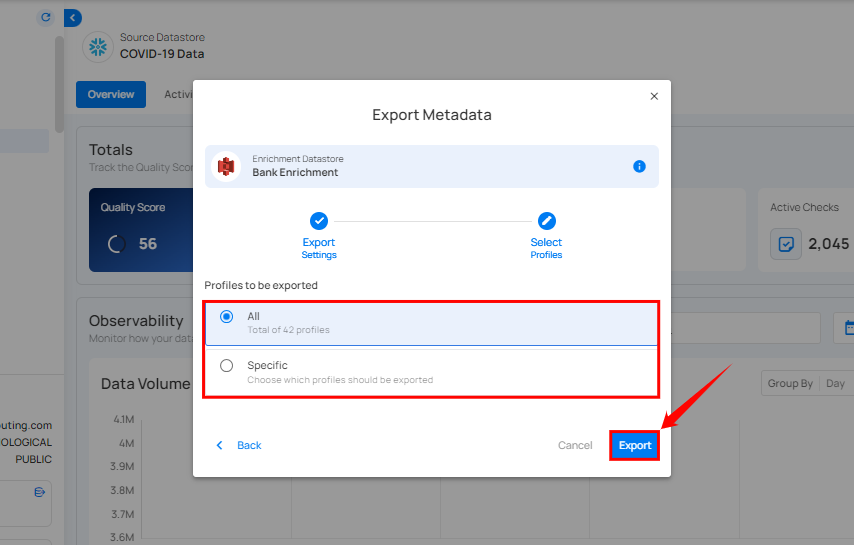 Source Datastore
COVID-19 Data
Overview
Export Metadata
Enrichment Datastore
Bank Enrichment
Totals
Track the Quality
Quality Score
56
Active Checks
2,045
Export
Settings
Select
Profiles
Profiles to be exported
All
Total of 42 profiles
Specific
Choose which profiles should be exported
Observability
Monitor how your
Data Volume
Group By
Day
4.1M
4M
3.9M
3.8M
3.7M
3.6M
Back
Cancel
Export
uting.com
OLOGICAL
PUBLIC